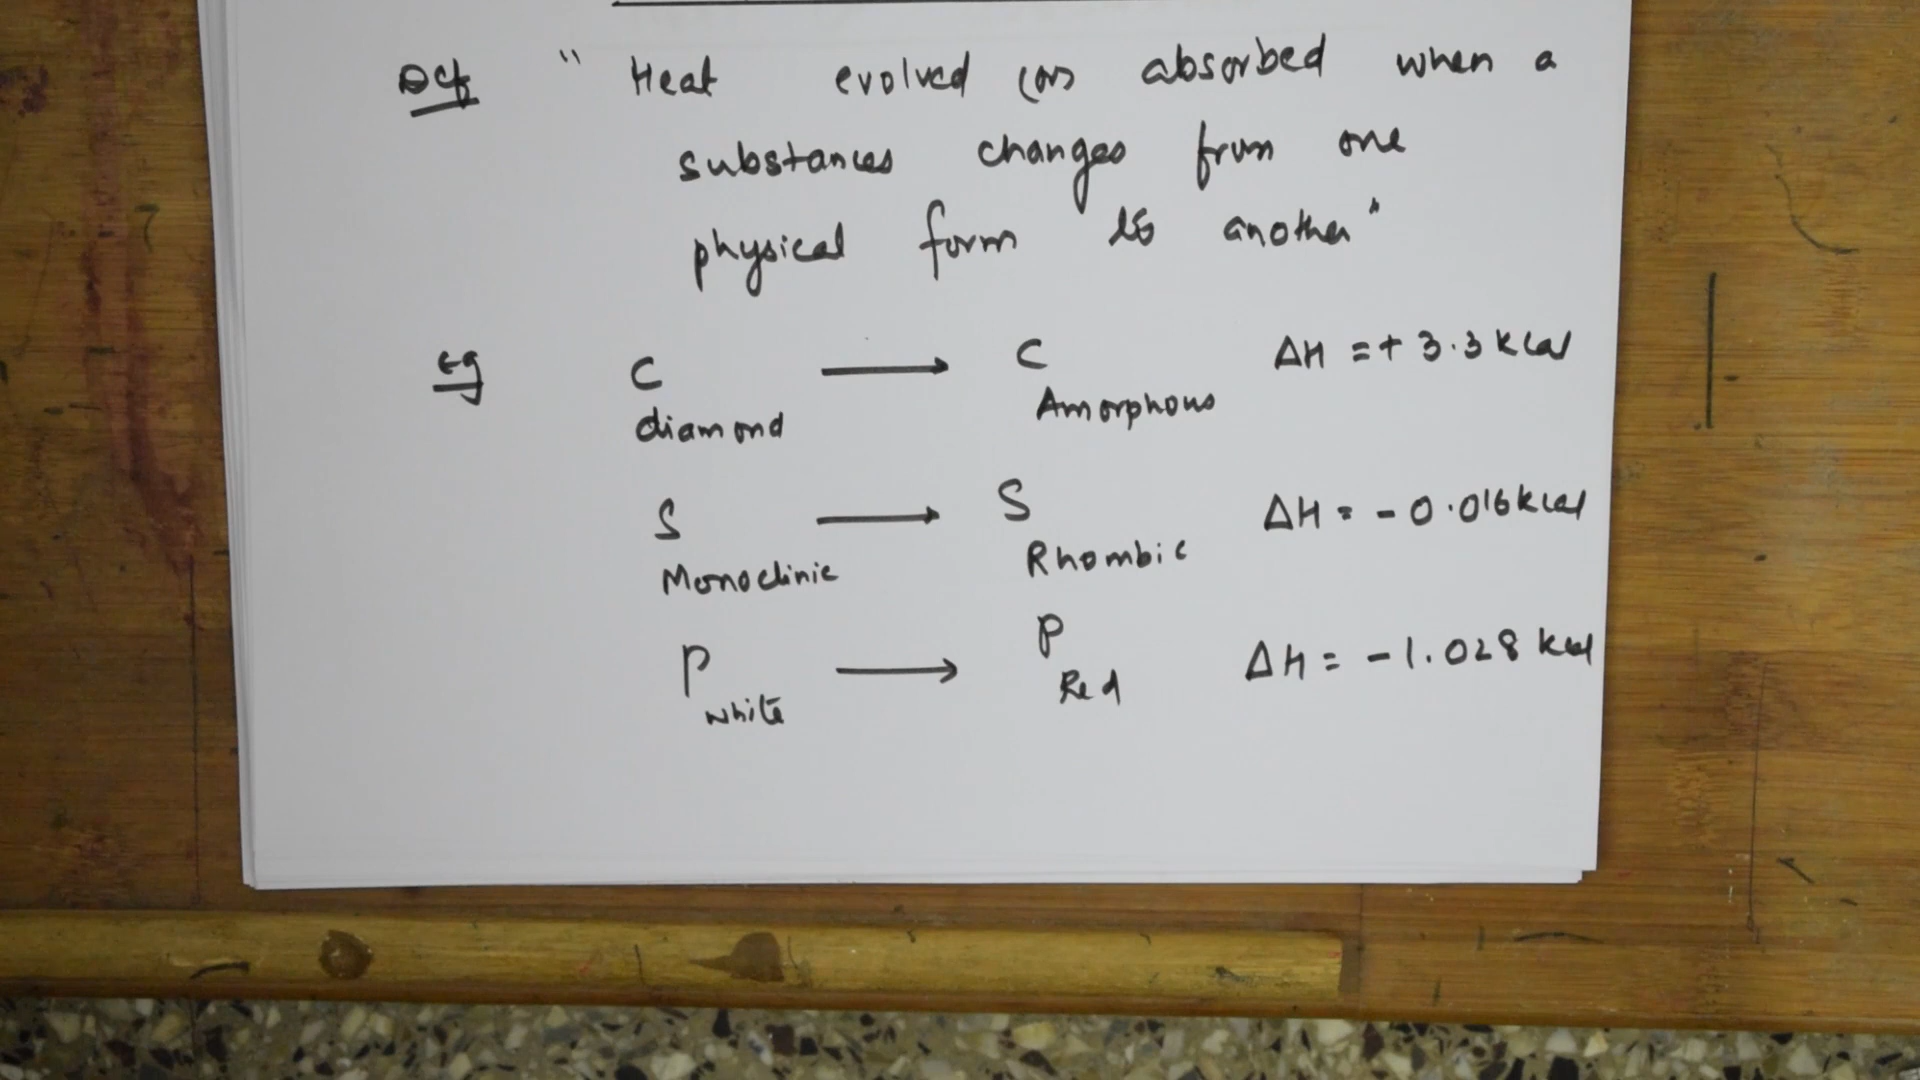 Def " Heat evolved (or) absorbed when a
substances changes from one
physical form to another"
Eg C ⟶ C ΔH = + 3.3 kcal
diamond Amorphous
S ⟶ S ΔH = - 0.016 kcal
Monoclinic Rhombic
P ⟶ P ΔH = - 1.028 kcal
white Red